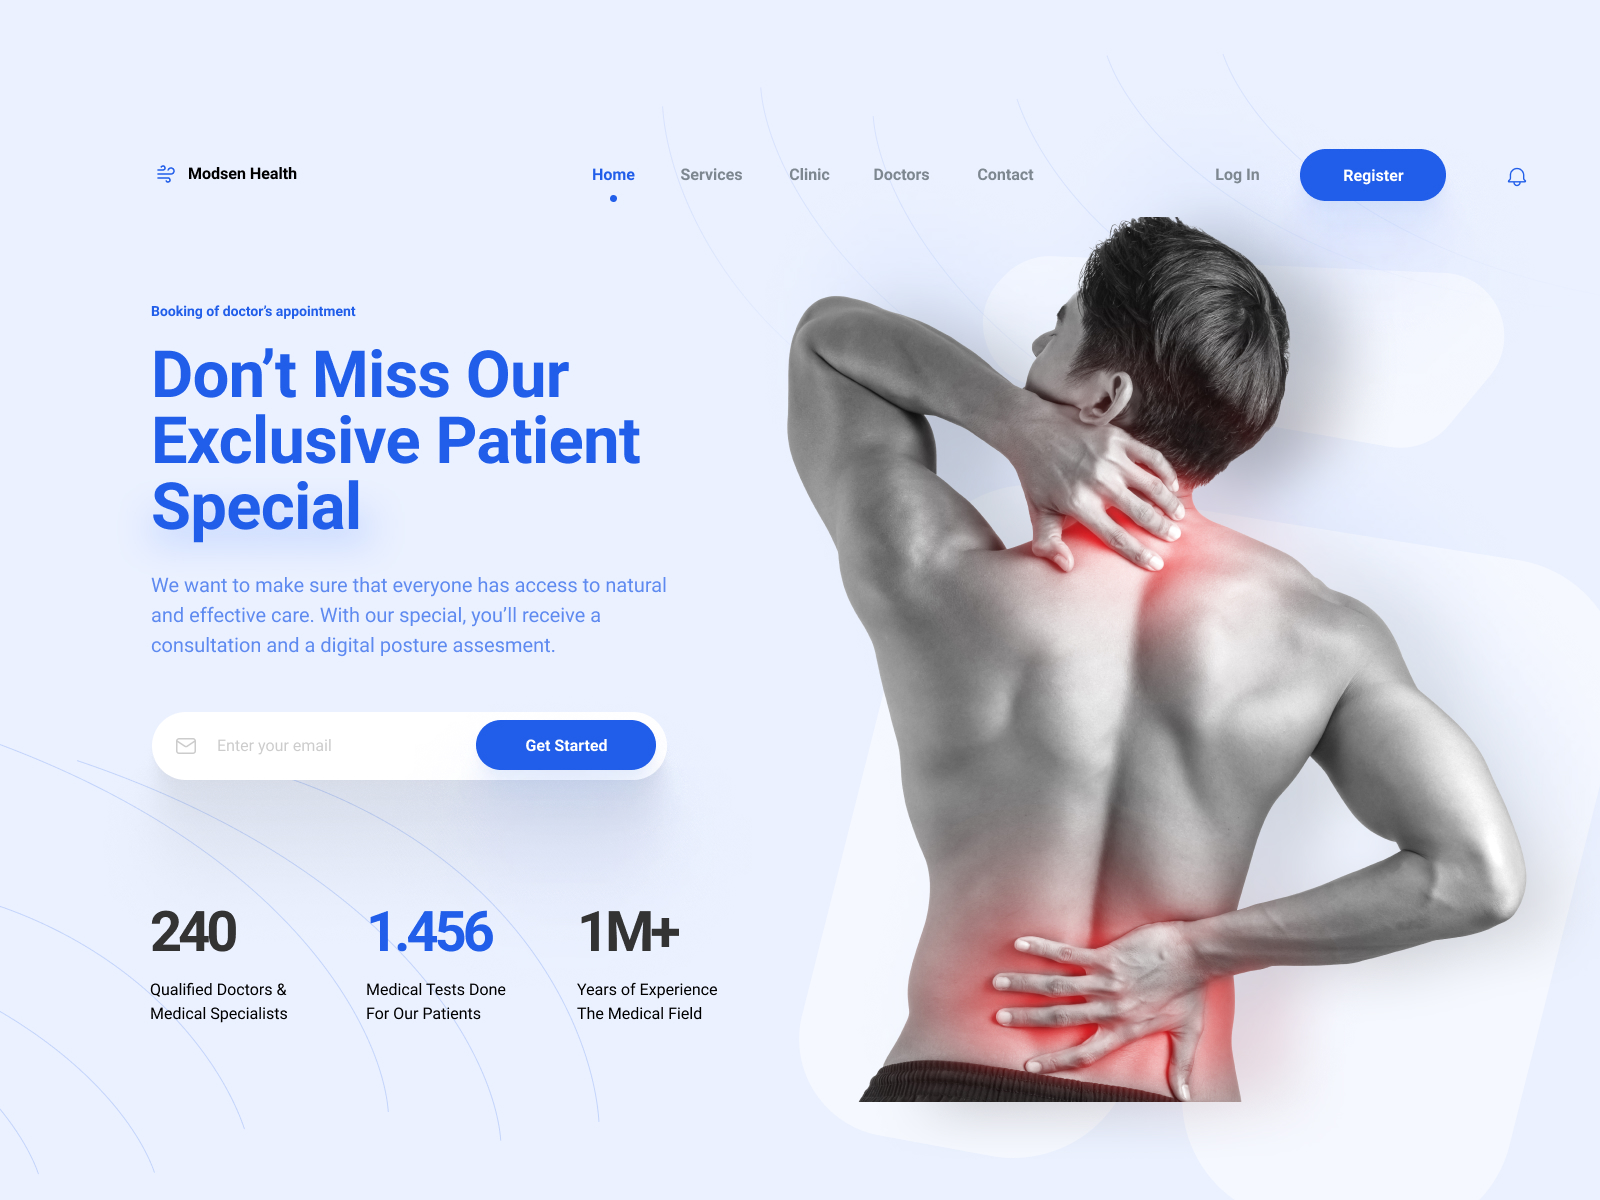 Modsen Health
Home
Services
Clinic
Doctors
Contact
Log In
Register
Booking of doctor’s appointment
Don’t Miss Our
Exclusive Patient
Special
We want to make sure that everyone has access to natural
and effective care. With our special, you’ll receive a
consultation and a digital posture assesment.
Enter your email
Get Started
240
Qualified Doctors &
Medical Specialists
1.456
Medical Tests Done
For Our Patients
1M+
Years of Experience
The Medical Field